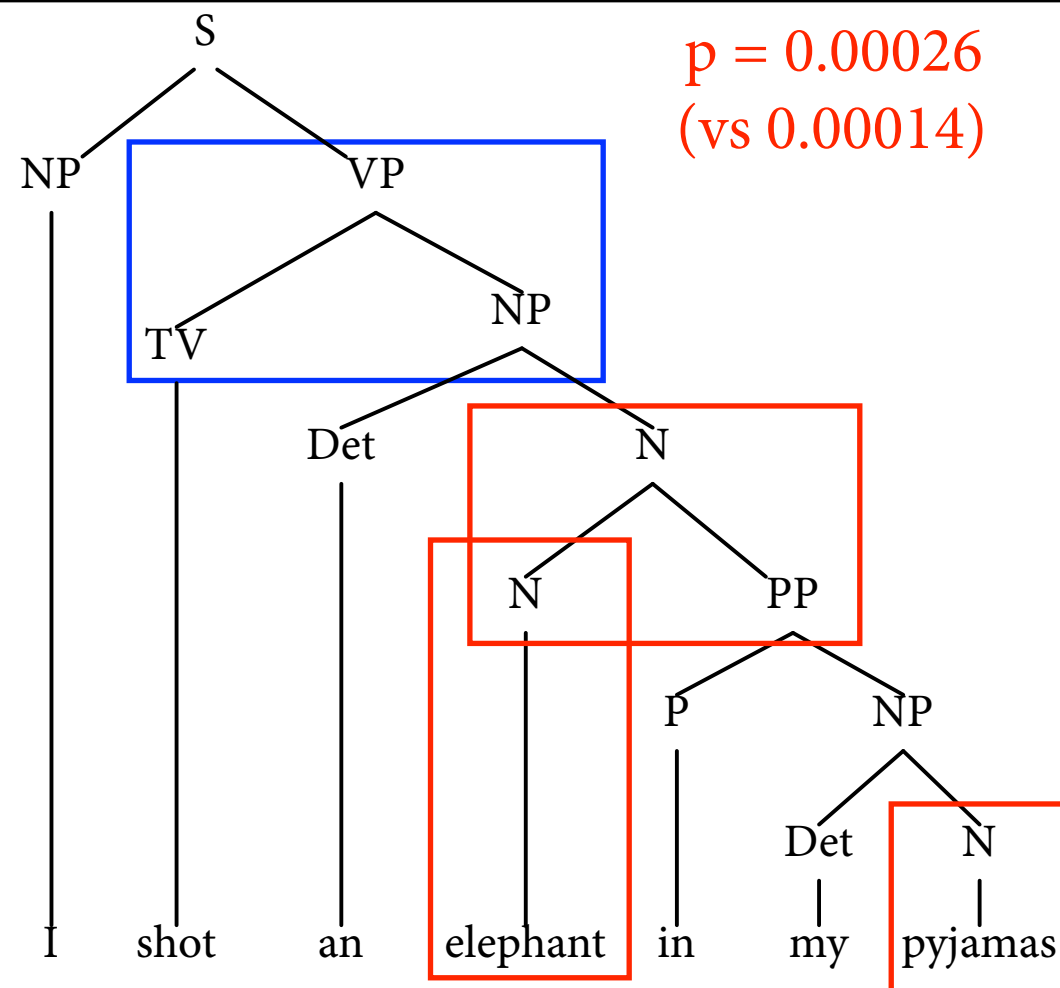 S
p = 0.00026
(vs 0.00014)
NP VP
TV NP
Det N
N PP
P NP
Det N
I shot an elephant in my pyjamas